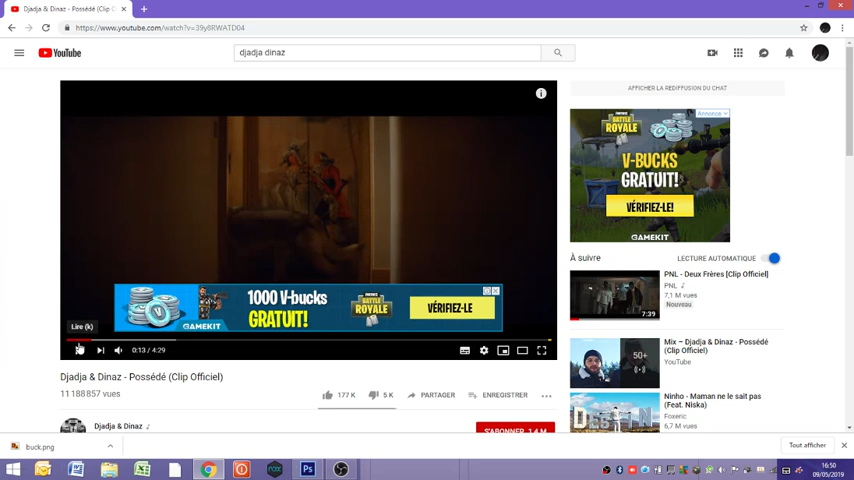 Djadja & Dinaz - Possédé (Clip O
https://www.youtube.com/watch?v=39y8RWATD04
YouTube
djadja dinaz
AFFICHER LA REDIFFUSION DU CHAT
Annonce
FORTNITE
BATTLE
ROYALE
V-BUCKS
GRATUIT!
VÉRIFIEZ-LE!
GAMEKIT
1000 V-bucks
GRATUIT!
BATTLE
ROYALE
VÉRIFIEZ-LE
GAMEKIT
Lire (k)
0:13 / 4:29
À suivre
LECTURE AUTOMATIQUE
PNL - Deux Frères [Clip Officiel]
PNL
7,1 M vues
Nouveau
7:39
Mix – Djadja & Dinaz - Possédé
(Clip Officiel)
YouTube
50+
Ninho - Maman ne le sait pas
(Feat. Niska)
Foxeric
6,7 M vues
Djadja & Dinaz - Possédé (Clip Officiel)
11 188 857 vues
177 K
5 K
PARTAGER
ENREGISTRER
Djadja & Dinaz
S'ABONNER 1,4 M
buck.png
Tout afficher
16:50
09/05/2019